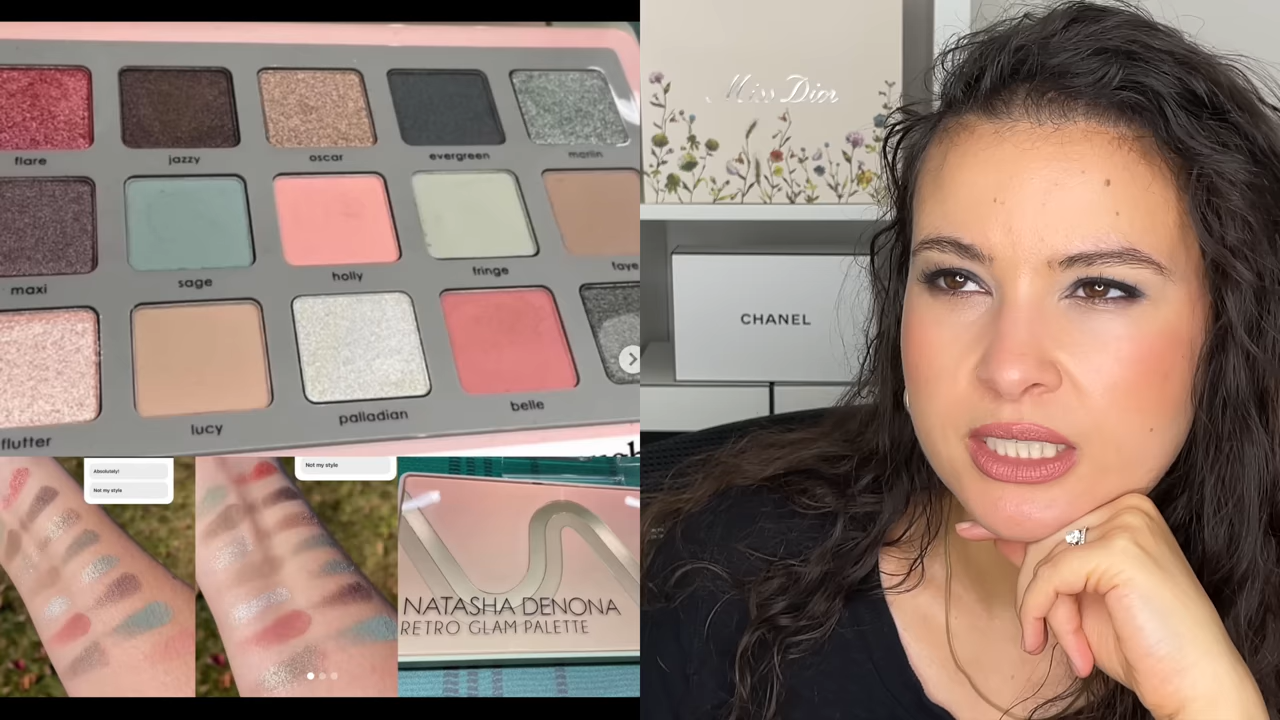 flare
jazzy
oscar
evergreen
marlin
maxi
sage
holly
fringe
faye
flutter
lucy
palladian
belle
Absolutely!
Not my style
Not my style
NATASHA DENONA
RETRO GLAM PALETTE
Miss Dior
CHANEL